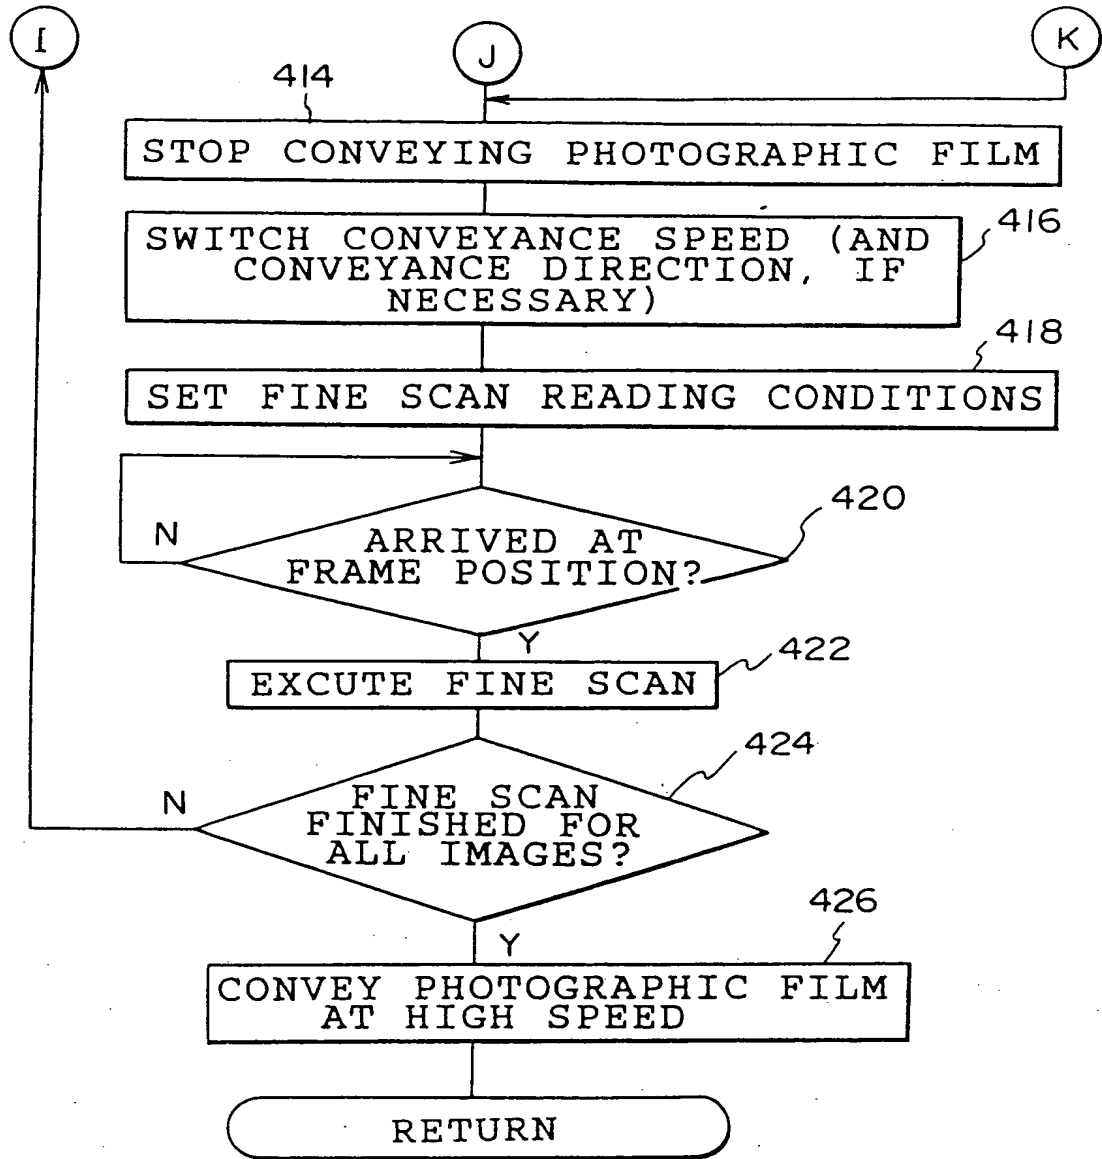 I
J
K
414
STOP CONVEYING PHOTOGRAPHIC FILM
416
SWITCH CONVEYANCE SPEED (AND
CONVEYANCE DIRECTION, IF
NECESSARY)
418
SET FINE SCAN READING CONDITIONS
420
N
ARRIVED AT
FRAME POSITION?
Y
422
EXCUTE FINE SCAN
424
N
FINE SCAN
FINISHED FOR
ALL IMAGES?
426
Y
CONVEY PHOTOGRAPHIC FILM
AT HIGH SPEED
RETURN